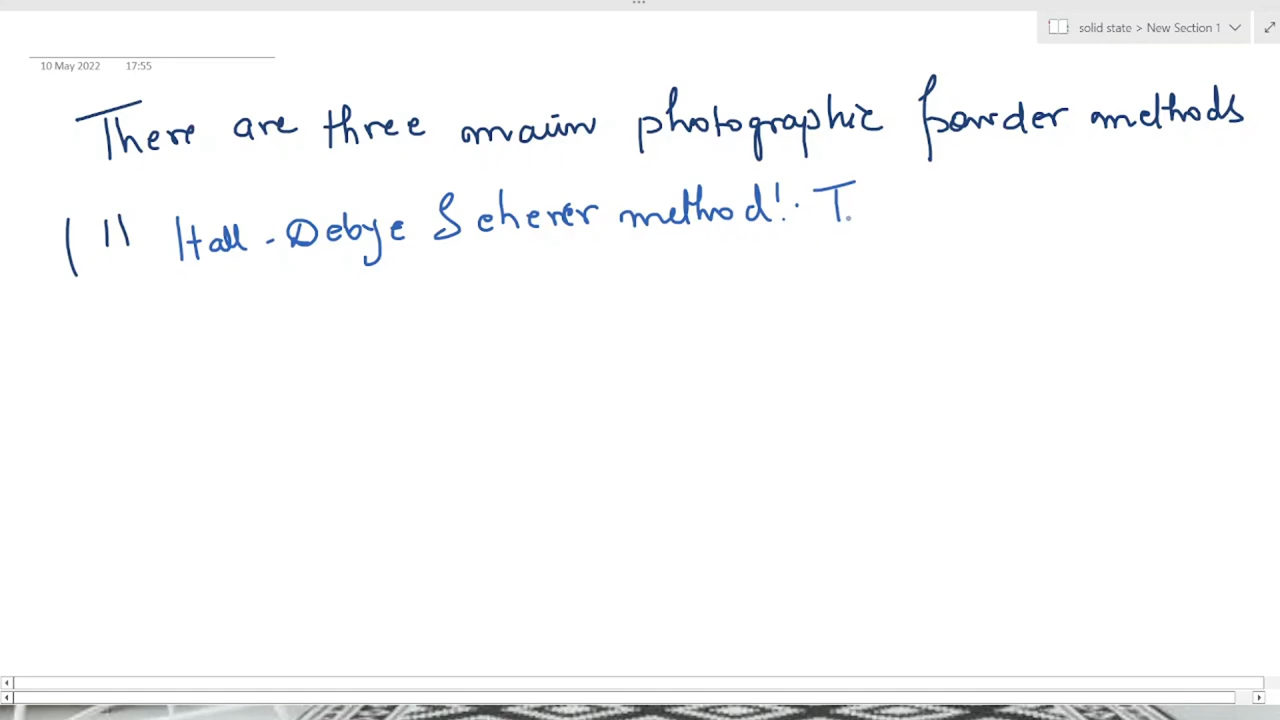 solid state > New Section 1
10 May 2022 17:55
There are three main photographic powder methods
(1) Hall - Debye Scherer method :- T.